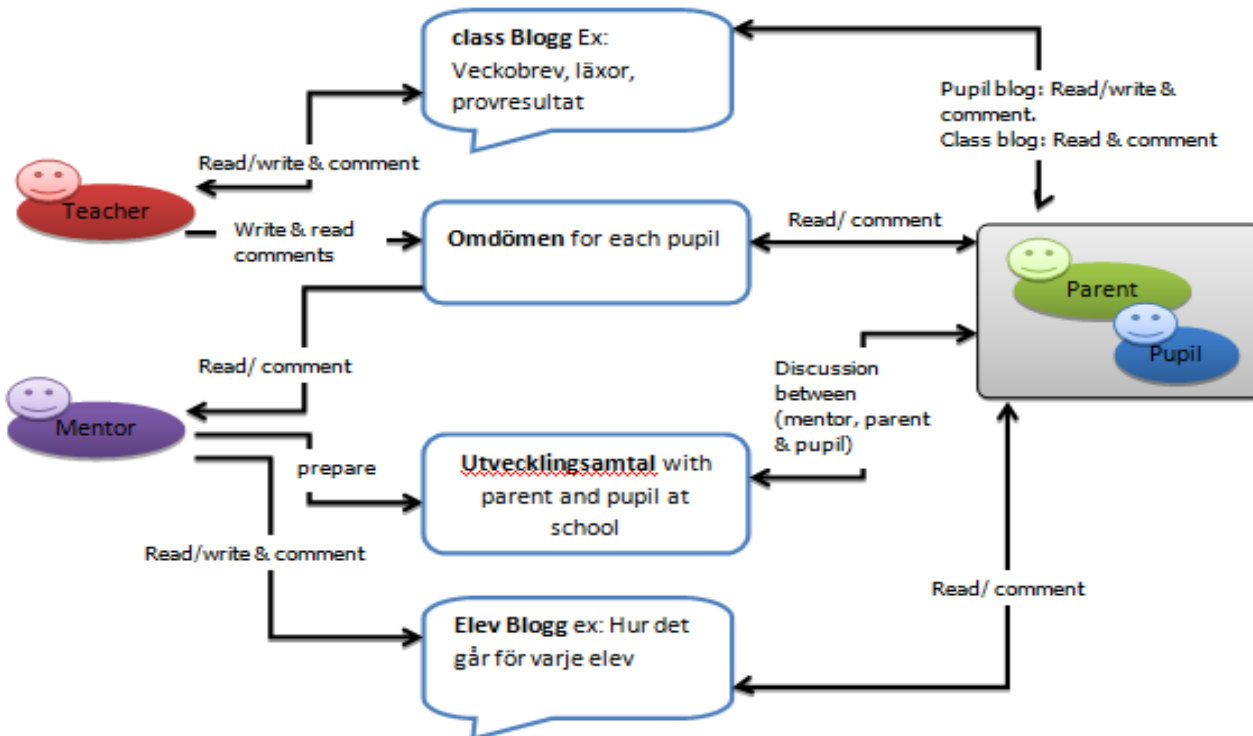 class Blogg Ex:
Veckobrev, läxor,
provresultat
Pupil blog: Read/write &
comment.
Class blog: Read & comment
Read/write & comment
Teacher
Write & read
comments
Omdömen for each pupil
Read/ comment
Parent
Pupil
Read/ comment
Discussion
between
(mentor, parent
& pupil)
Mentor
prepare
Utvecklingsamtal with
parent and pupil at
school
Read/write & comment
Read/ comment
Elev Blogg ex: Hur det
går för varje elev